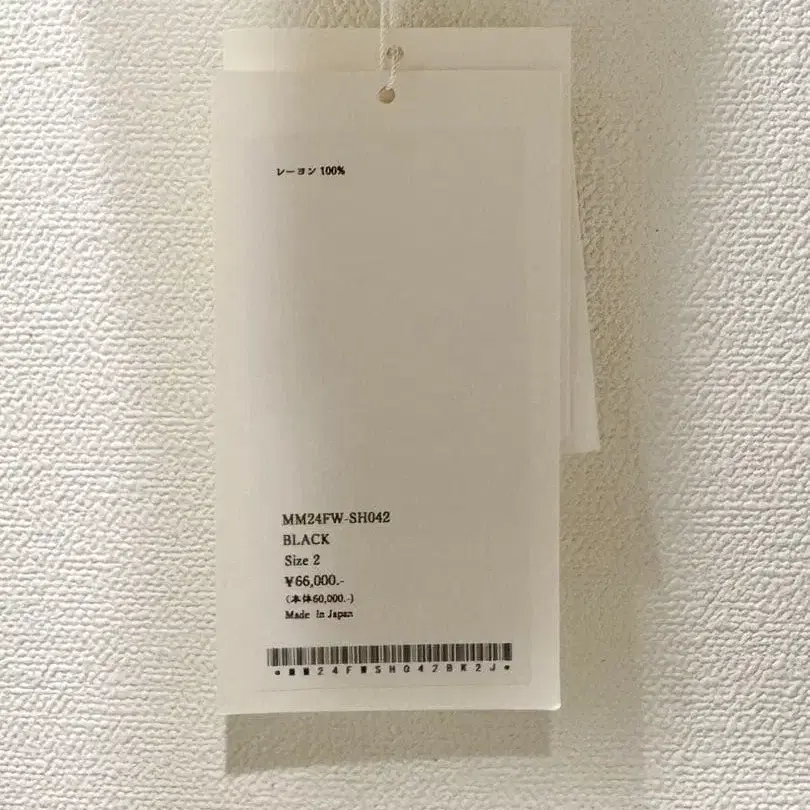 レーヨン 100%
MM24FW-SH042
BLACK
Size 2
¥66,000.-
(本体60,000.-)
Made in Japan
*MM24FWSH042BK2J*